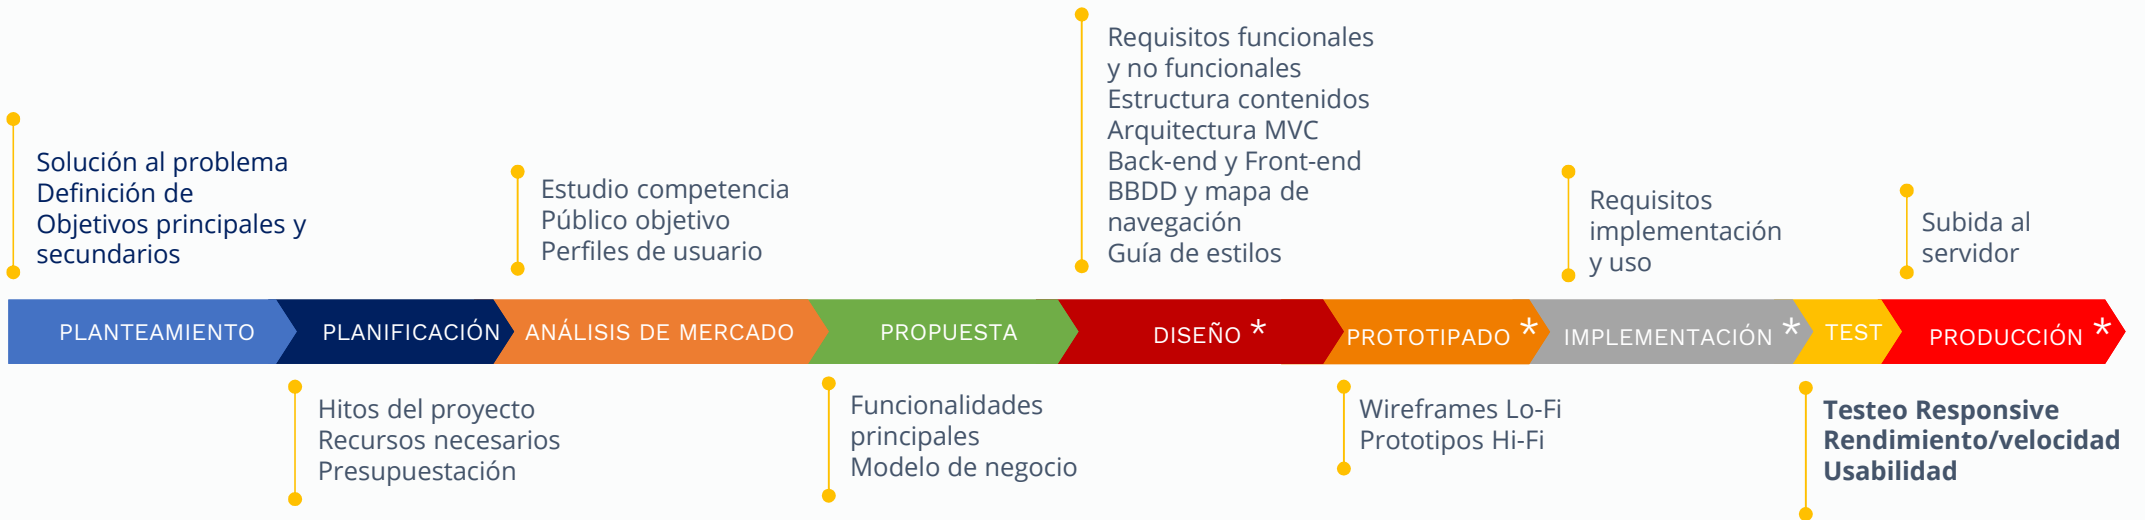 Requisitos funcionales
y no funcionales
Estructura contenidos
Arquitectura MVC
Back-end y Front-end
BBDD y mapa de
navegación
Guía de estilos
Solución al problema
Definición de
Objetivos principales y
secundarios
Estudio competencia
Público objetivo
Perfiles de usuario
Requisitos
implementación
y uso
Subida al
servidor
PLANTEAMIENTO
PLANIFICACIÓN
ANÁLISIS DE MERCADO
PROPUESTA
DISEÑO *
PROTOTIPADO *
IMPLEMENTACIÓN *
TEST
PRODUCCIÓN *
Hitos del proyecto
Recursos necesarios
Presupuestación
Funcionalidades
principales
Modelo de negocio
Wireframes Lo-Fi
Prototipos Hi-Fi
Testeo Responsive
Rendimiento/velocidad
Usabilidad